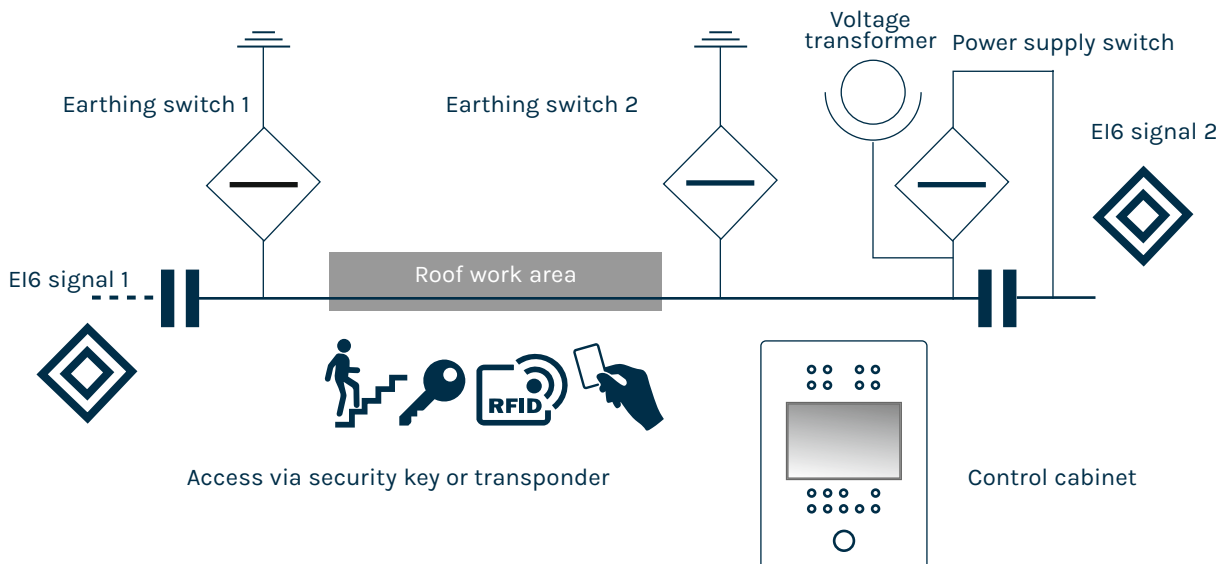 Voltage
transformer
Power supply switch
Earthing switch 1
Earthing switch 2
EI6 signal 2
EI6 signal 1
Roof work area
RFID
Access via security key or transponder
Control cabinet